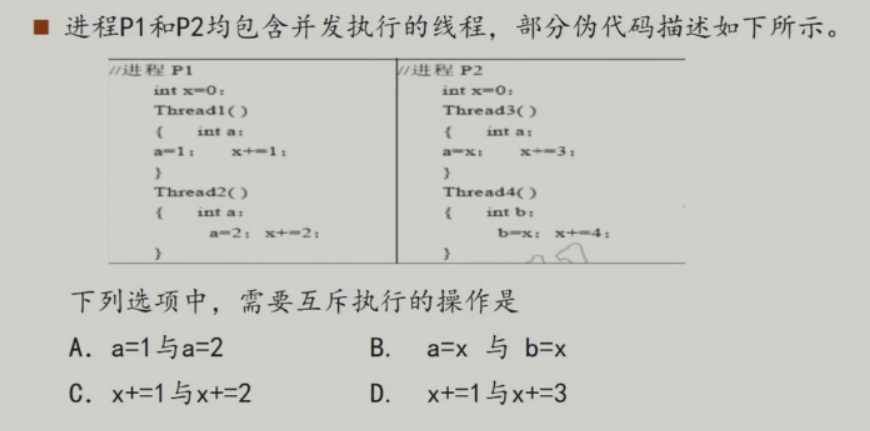 ■ 进程P1和P2均包含并发执行的线程，部分伪代码描述如下所示。
//进程 P1
int x=0;
Thread1( )
{ int a;
a=1; x+=1;
}
Thread2( )
{ int a;
a=2; x+=2;
}
//进程 P2
int x=0;
Thread3( )
{ int a;
a=x; x+=3;
}
Thread4( )
{ int b;
b=x; x+=4;
}
下列选项中，需要互斥执行的操作是
A. a=1与a=2
B. a=x 与 b=x
C. x+=1与x+=2
D. x+=1与x+=3